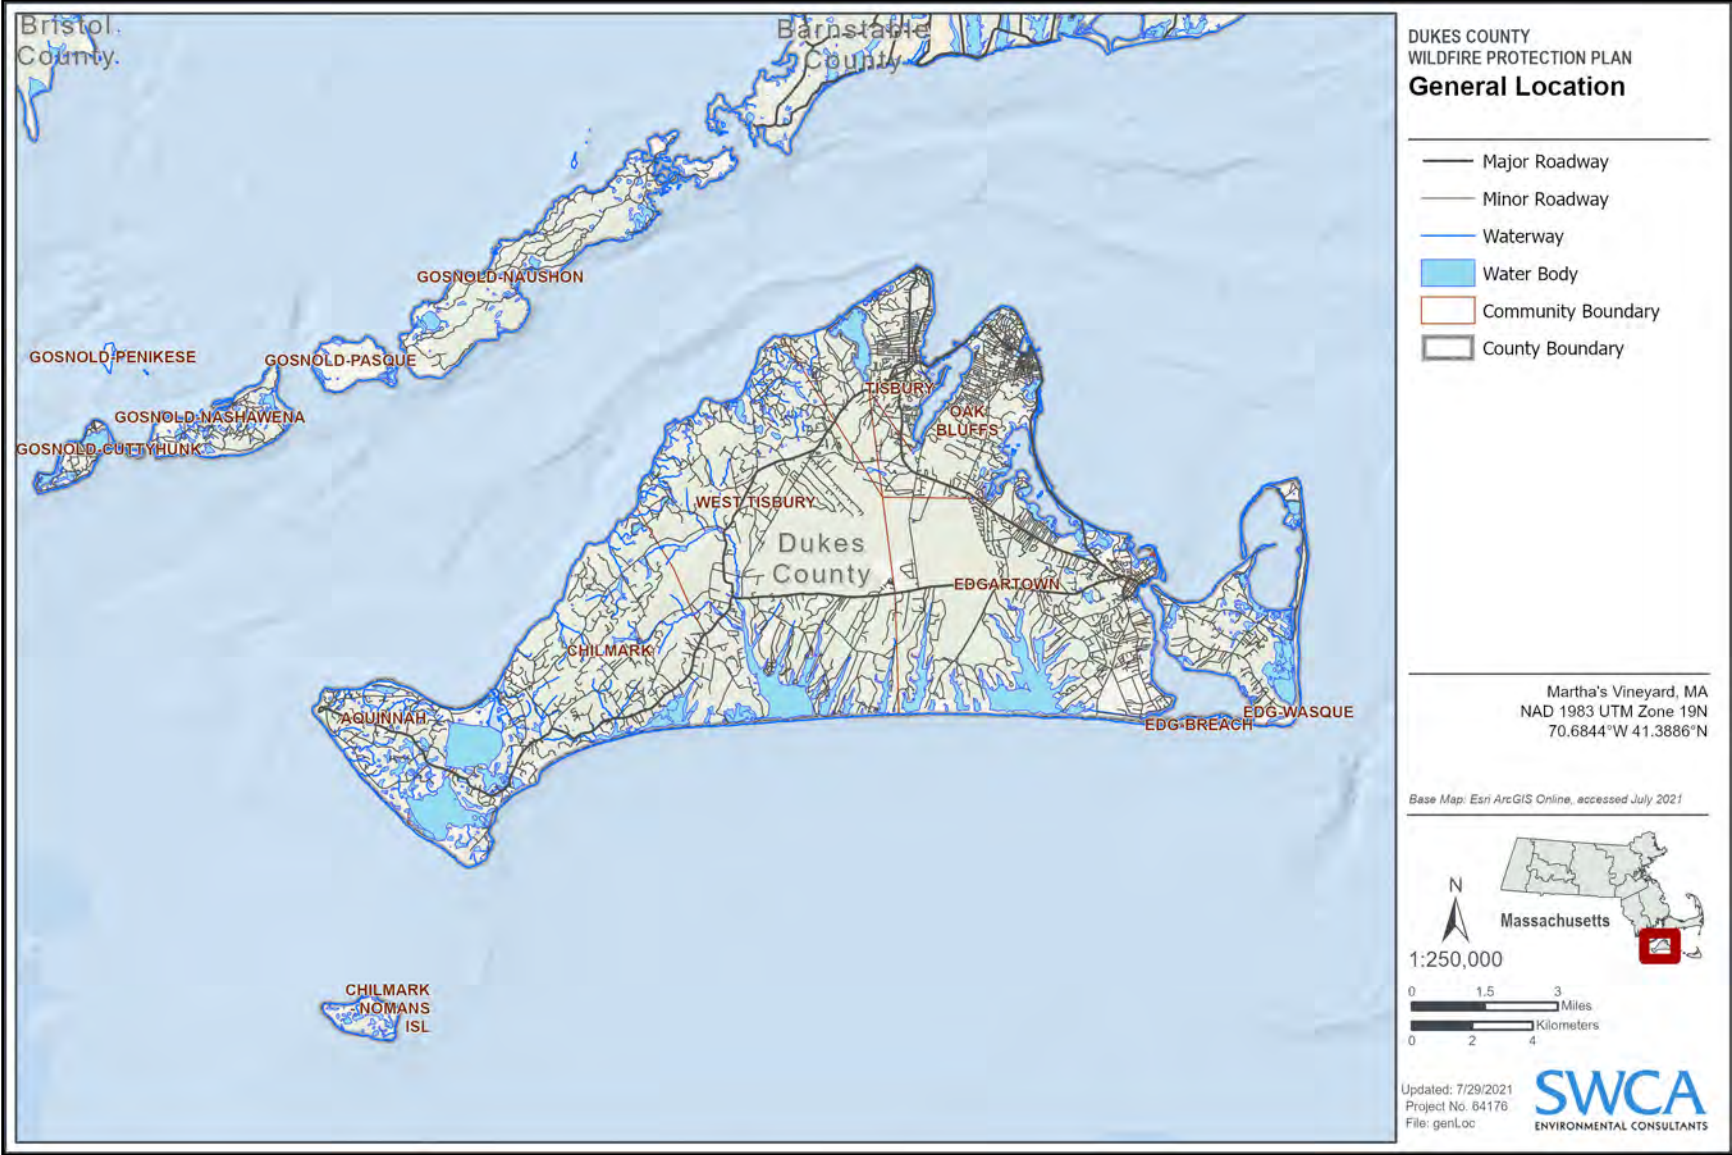 Bristol
County
Barnstable
County
GOSNOLD-NAUSHON
GOSNOLD-PENIKESE
GOSNOLD-PASQUE
GOSNOLD-NASHAWENA
GOSNOLD-CUTTYHUNK
TISBURY
OAK
BLUFFS
WEST TISBURY
Dukes
County
EDGARTOWN
CHILMARK
AQUINNAH
EDG-WASQUE
EDG-BREACH
CHILMARK
- NOMANS
ISL
DUKES COUNTY
WILDFIRE PROTECTION PLAN
General Location
Major Roadway
Minor Roadway
Waterway
Water Body
Community Boundary
County Boundary
Martha's Vineyard, MA
NAD 1983 UTM Zone 19N
70.6844°W 41.3886°N
Base Map: Esri ArcGIS Online, accessed July 2021
N
Massachusetts
1:250,000
0 1.5 3
Miles
Kilometers
0 2 4
Updated: 7/29/2021
Project No. 64176
File: genLoc
SWCA
ENVIRONMENTAL CONSULTANTS